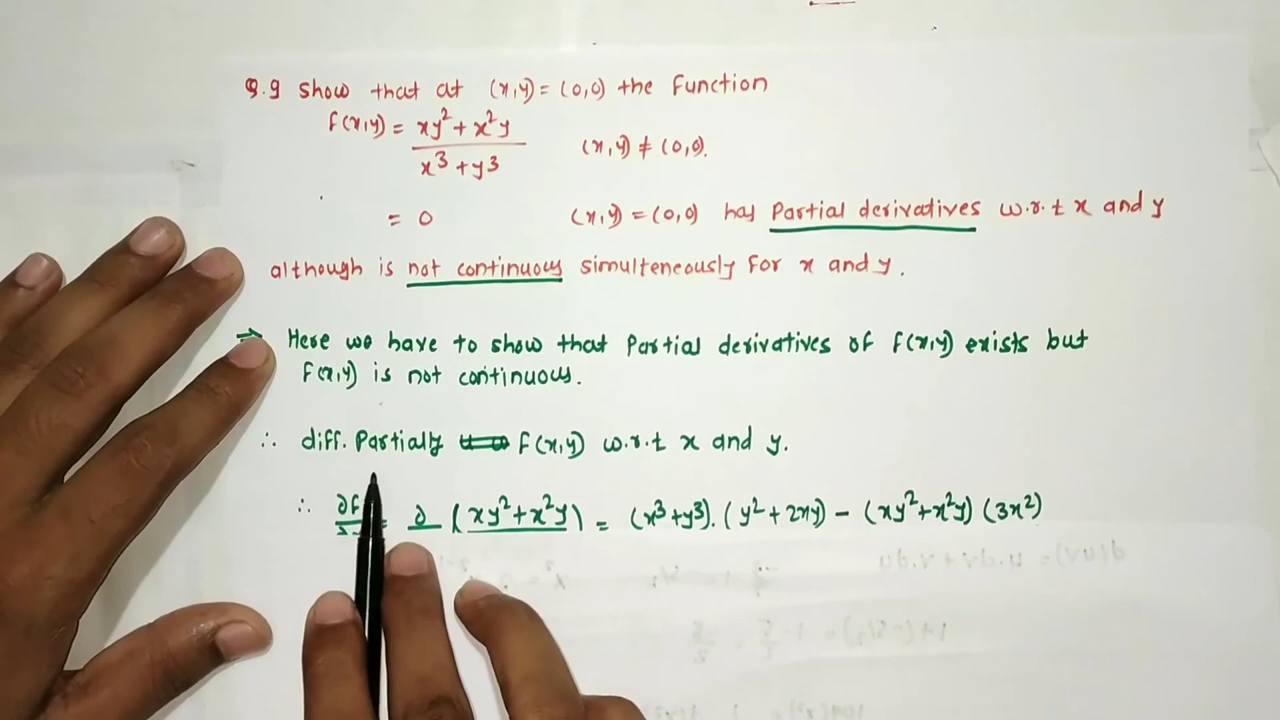 Q.9 Show that at (x,y) = (0,0) the function
f(x,y) = xy² + x²y / x³ + y³   (x,y) ≠ (0,0).
= 0   (x,y) = (0,0) has Partial derivatives w.r.t x and y
although is not continuous simulteneously for x and y.
⇒ Here we have to show that Partial derivatives of f(x,y) exists but
f(x,y) is not continuous.
∴ diff. Partially f(x,y) w.r.t x and y.
∴ ∂f = ∂ (xy² + x²y) = (x³ + y³). (y² + 2xy) − (xy² + x²y) (3x²)